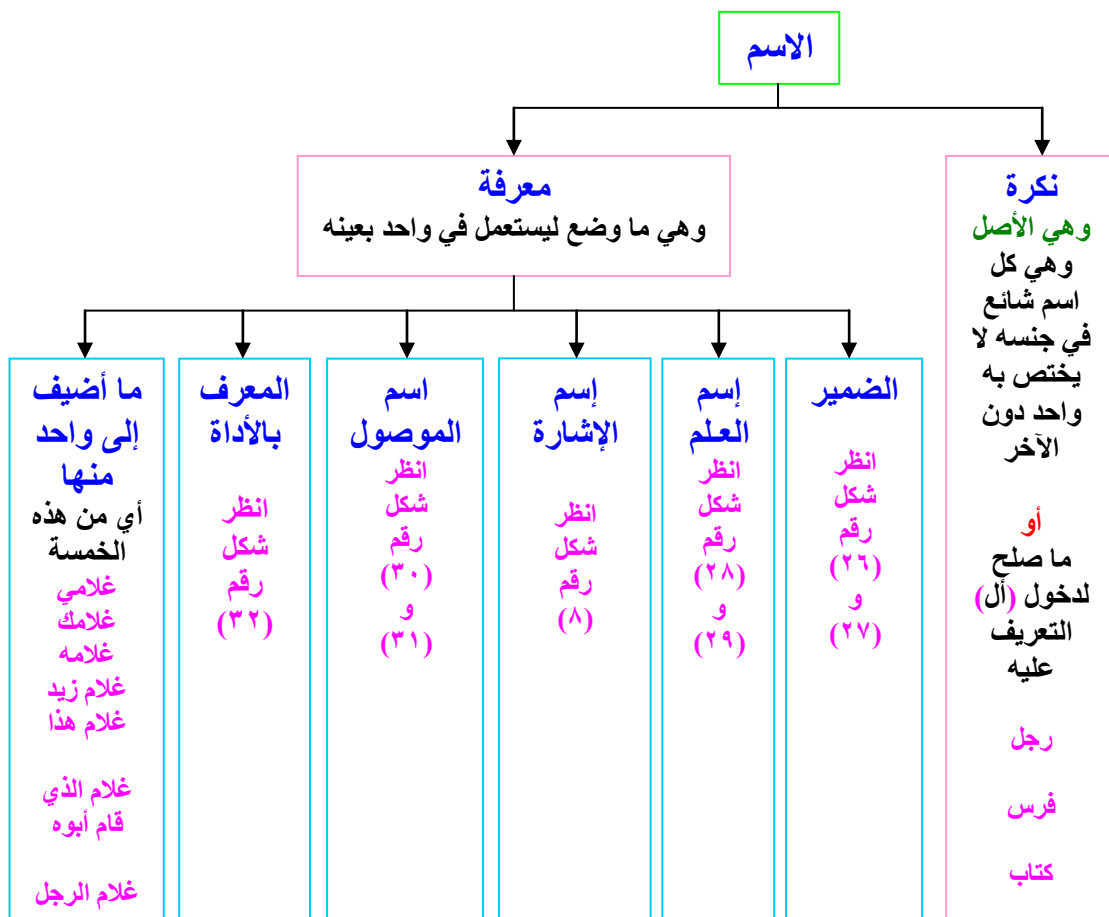 الاسم
نكرة
وهي الأصل
وهي كل
اسم شائع
في جنسه لا
يختص به
واحد دون
الآخر
أو
ما صلح
لدخول (أل)
التعريف
عليه
رجل
فرس
كتاب
معرفة
وهي ما وضع ليستعمل في واحد بعينه
الضمير
انظر
شكل
رقم
(٢٦)
و
(٢٧)
إسم
العلم
انظر
شكل
رقم
(٢٨)
و
(٢٩)
إسم
الإشارة
انظر
شكل
رقم
(٨)
اسم
الموصول
انظر
شكل
رقم
(٣٠)
و
(٣١)
المعرف
بالأداة
انظر
شكل
رقم
(٣٢)
ما أضيف
إلى واحد
منها
أي من هذه
الخمسة
غلامي
غلامك
غلامه
غلام زيد
غلام هذا
غلام الذي
قام أبوه
غلام الرجل